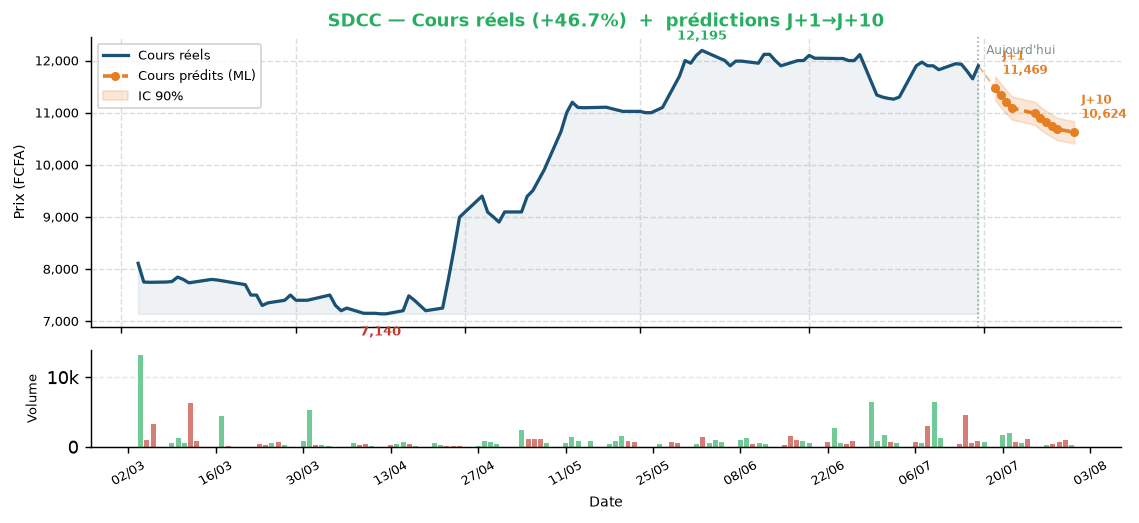 SDCC — Cours réels (+46.7%)  +  prédictions J+1→J+10
Cours réels
Cours prédits (ML)
IC 90%
12,195
Aujourd'hui
J+1
11,469
J+10
10,624
7,140
Prix (FCFA)
12,000
11,000
10,000
9,000
8,000
7,000
Volume
10k
0
02/03
16/03
30/03
13/04
27/04
11/05
25/05
08/06
22/06
06/07
20/07
03/08
Date